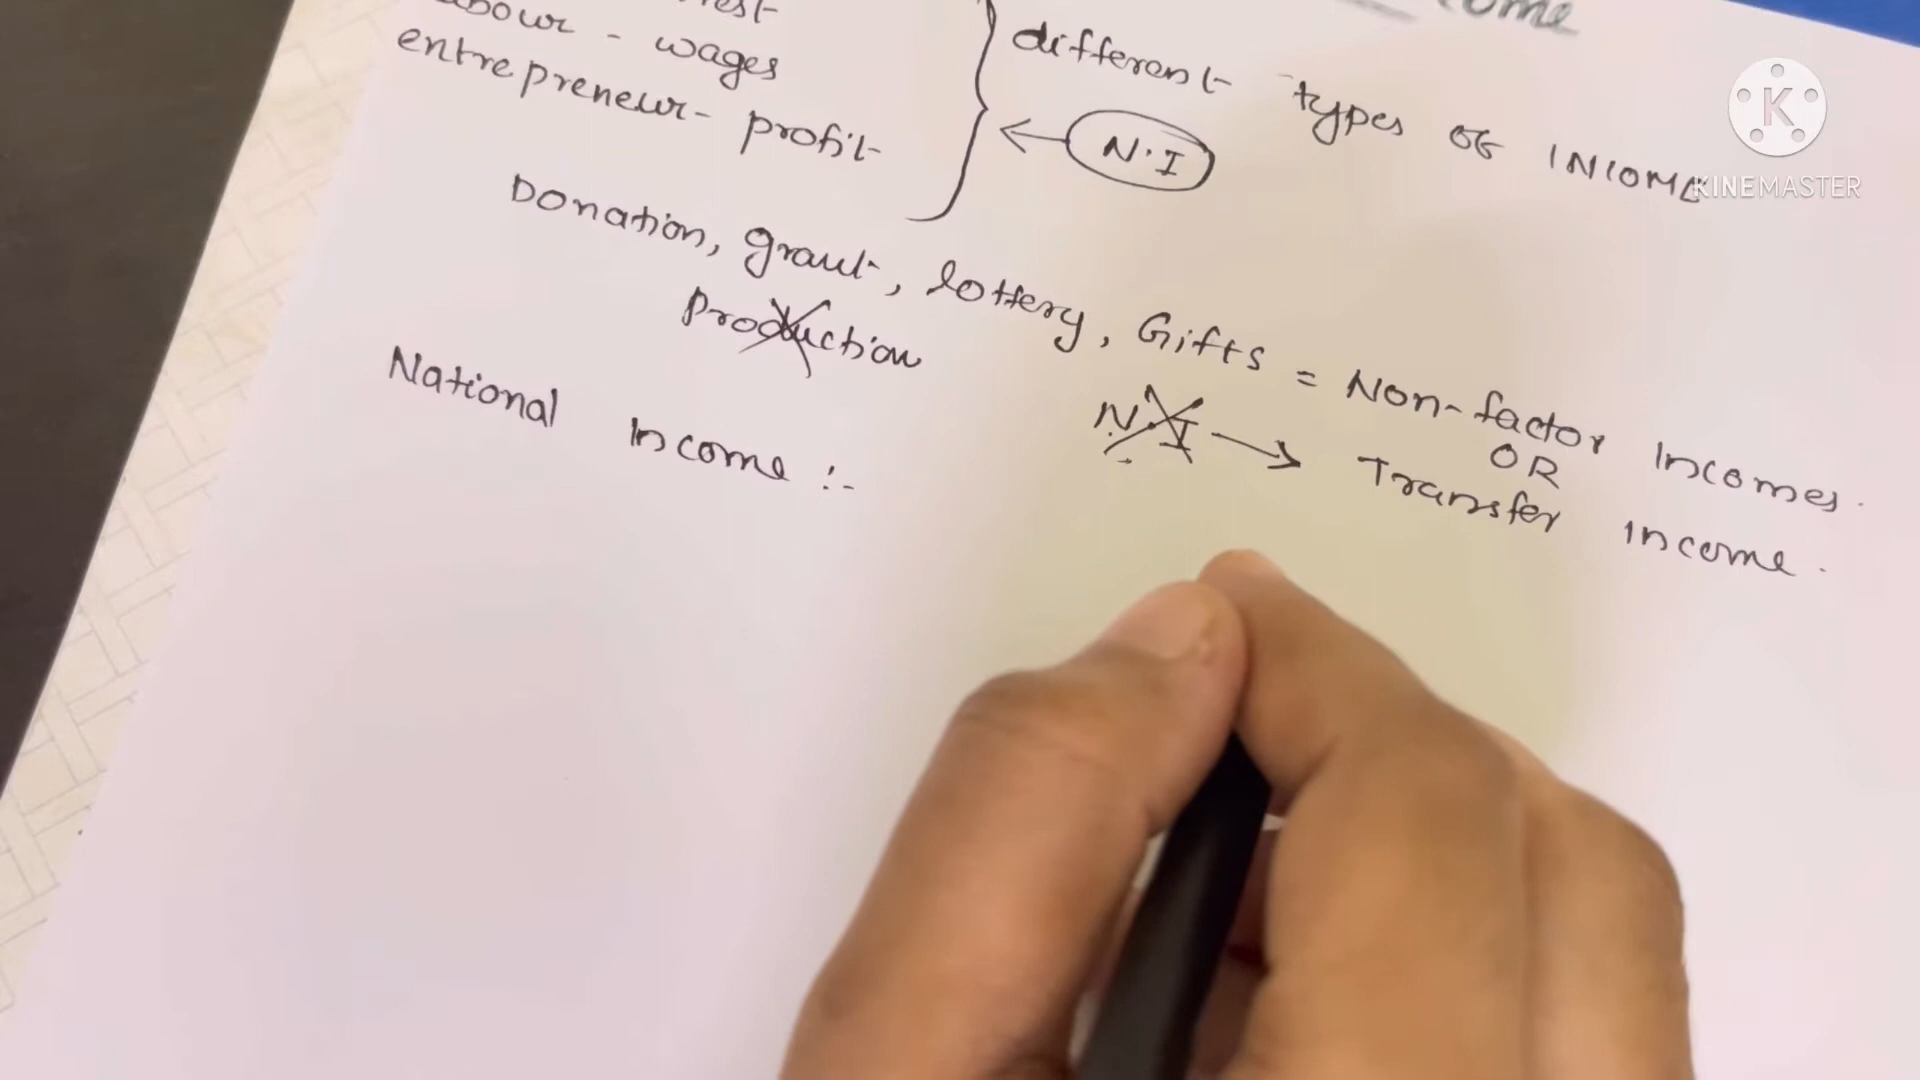 labour - wages
entrepreneur - profit
different types of INCOME
N.I
Donation, grant, lottery, Gifts = Non-factor Incomes.
Production
N.I → Transfer Income.
OR
National Income :-
K
KINEMASTER